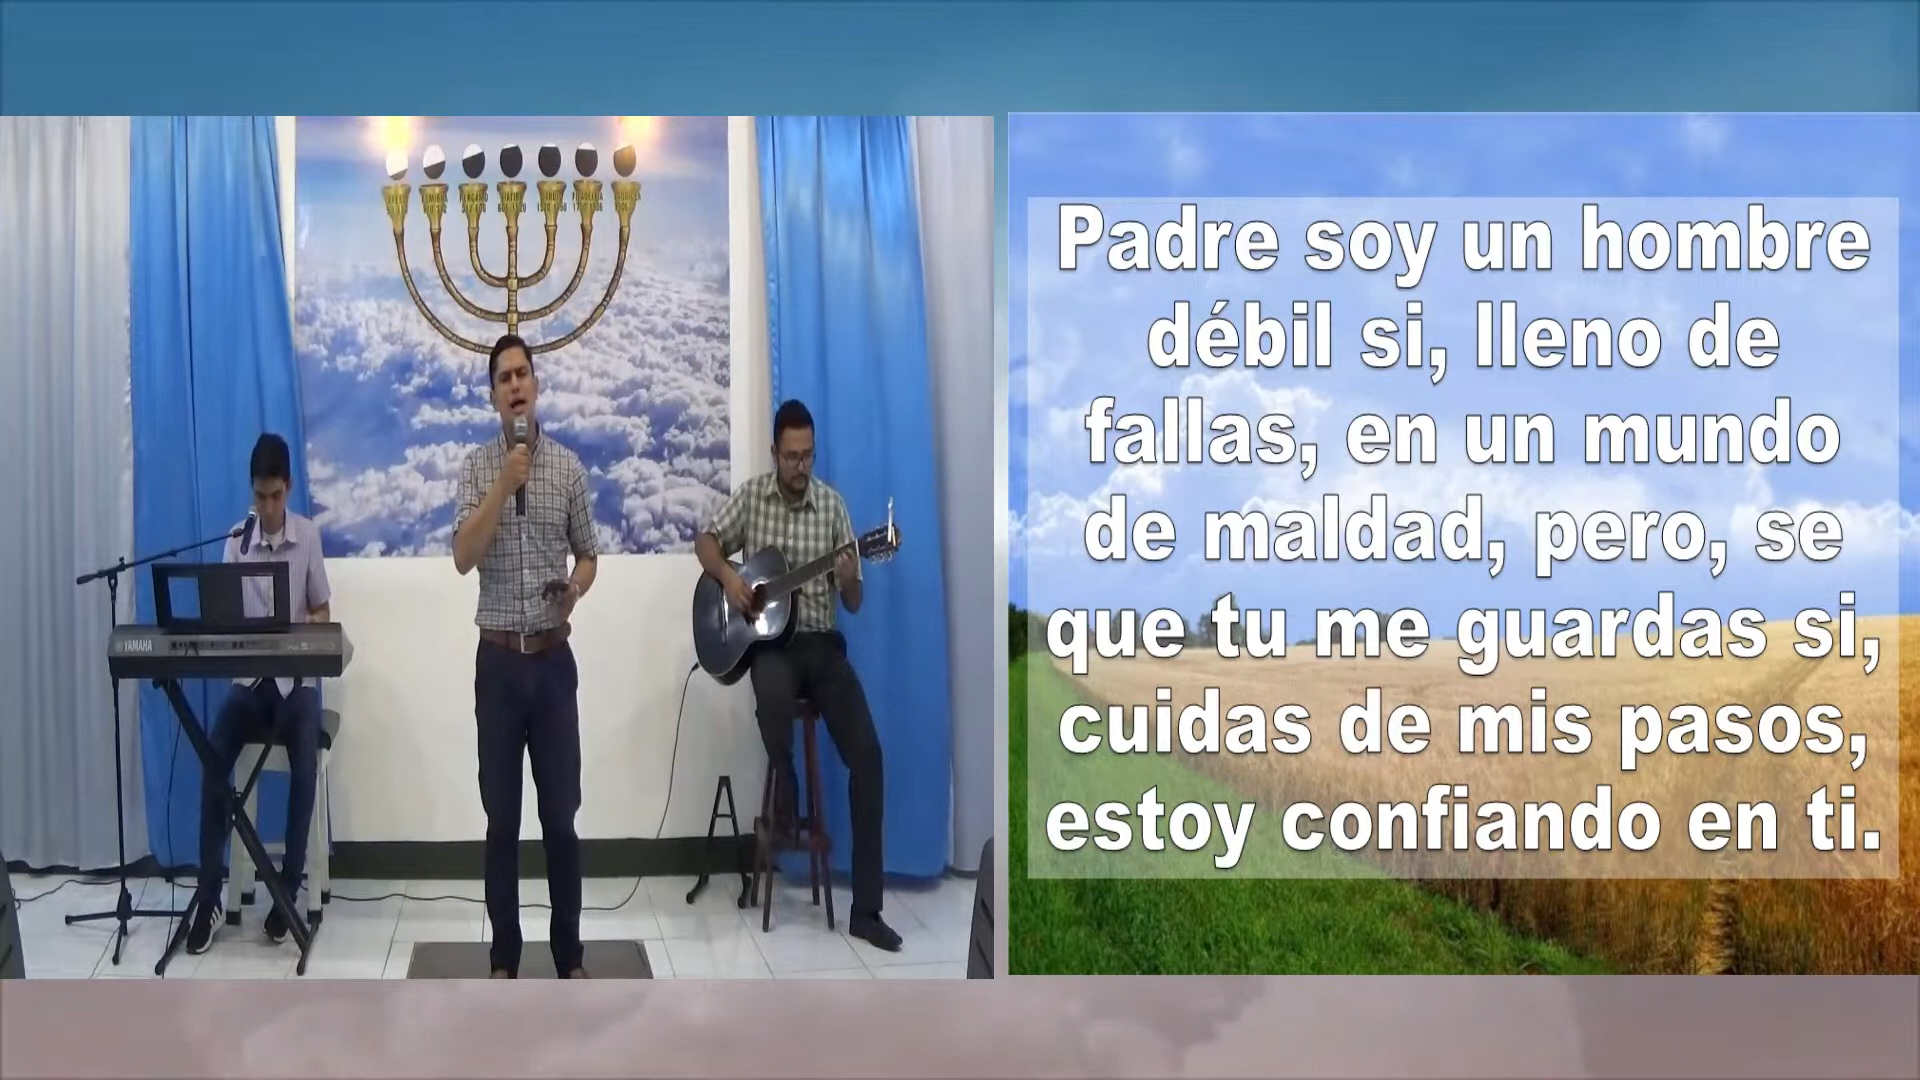 Padre soy un hombre
débil si, lleno de
fallas, en un mundo
de maldad, pero, se
que tu me guardas si,
cuidas de mis pasos,
estoy confiando en ti.
YAMAHA